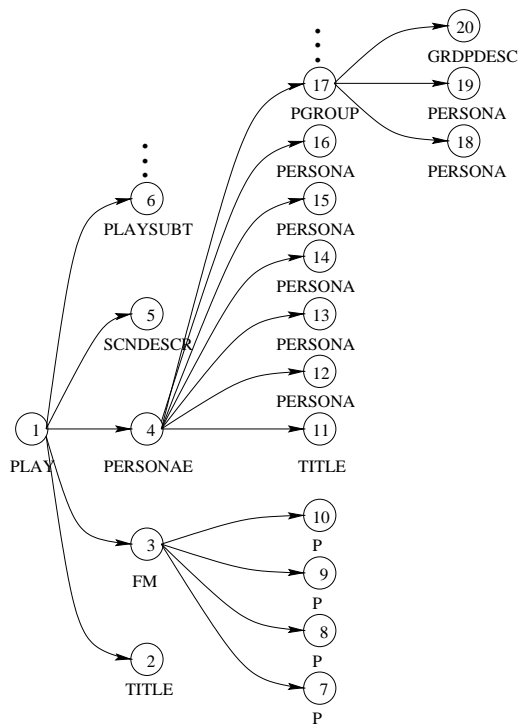 20
GRDPDESC
17
19
PGROUP
PERSONA
16
18
PERSONA
PERSONA
6
15
PLAYSUBT
PERSONA
14
PERSONA
5
13
SCNDESCR
PERSONA
12
PERSONA
1
4
11
PLAY
PERSONAE
TITLE
10
P
3
9
FM
P
8
P
2
7
TITLE
P